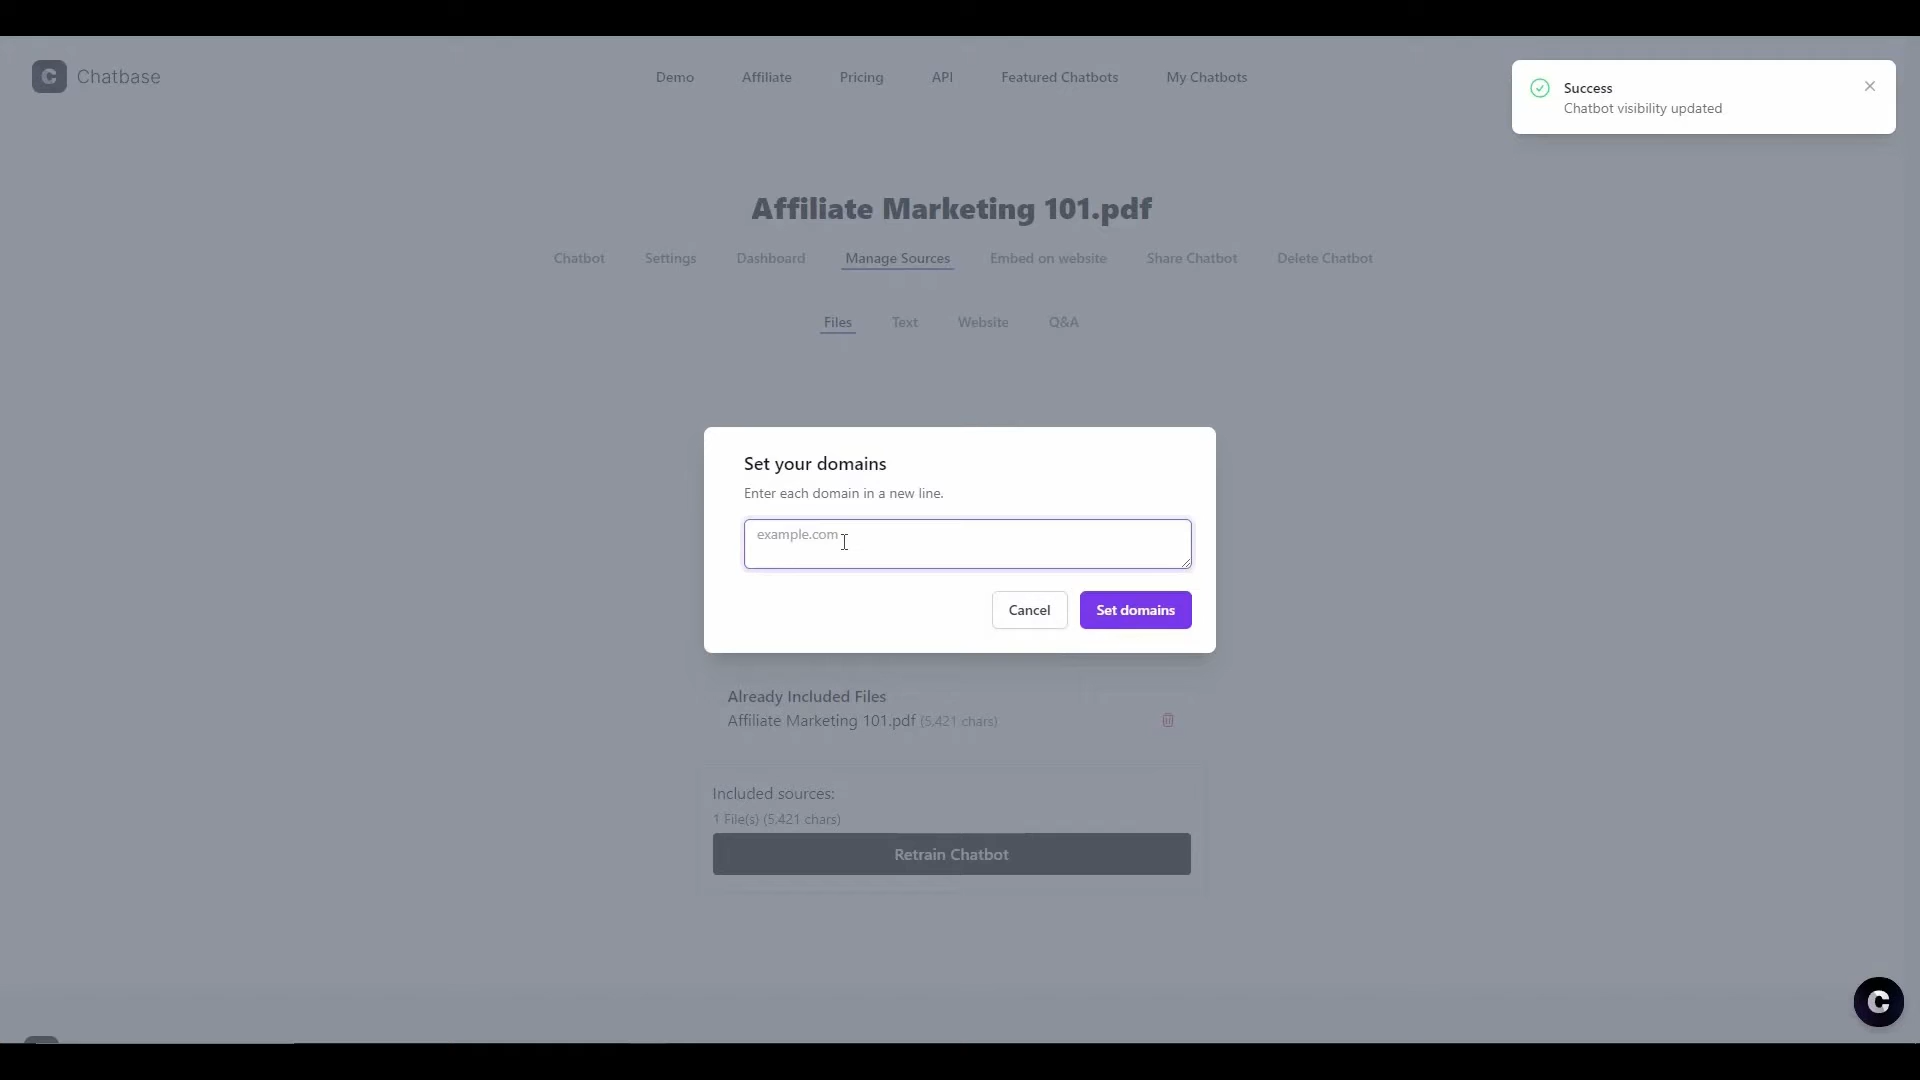 C Chatbase
Demo
Affiliate
Pricing
API
Featured Chatbots
My Chatbots
Success
Chatbot visibility updated
Affiliate Marketing 101.pdf
Chatbot
Settings
Dashboard
Manage Sources
Embed on website
Share Chatbot
Delete Chatbot
Files
Text
Website
Q&A
Set your domains
Enter each domain in a new line.
example.com
Cancel
Set domains
Already Included Files
Affiliate Marketing 101.pdf (5,421 chars)
Included sources:
1 File(s) (5,421 chars)
Retrain Chatbot
C